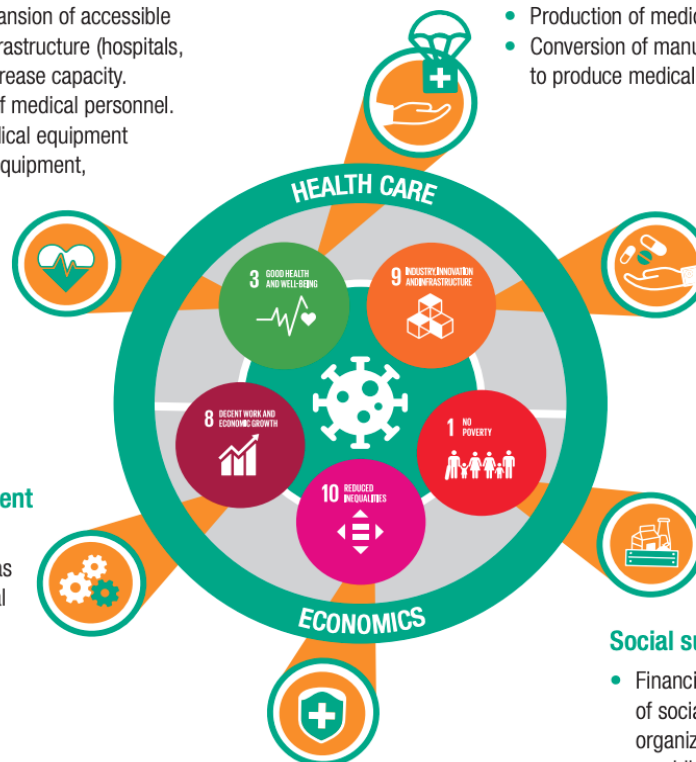 ansion of accessible
rastructure (hospitals,
rease capacity.
f medical personnel.
dical equipment
equipment,
• Production of medic
• Conversion of manu
to produce medical
HEALTH CARE
3 GOOD HEALTH
AND WELL-BEING
9 INDUSTRY, INNOVATION
AND INFRASTRUCTURE
8 DECENT WORK AND
ECONOMIC GROWTH
1 NO
POVERTY
10 REDUCED
INEQUALITIES
ECONOMICS
ent
as
al
Social su
• Financi
of socia
organiz